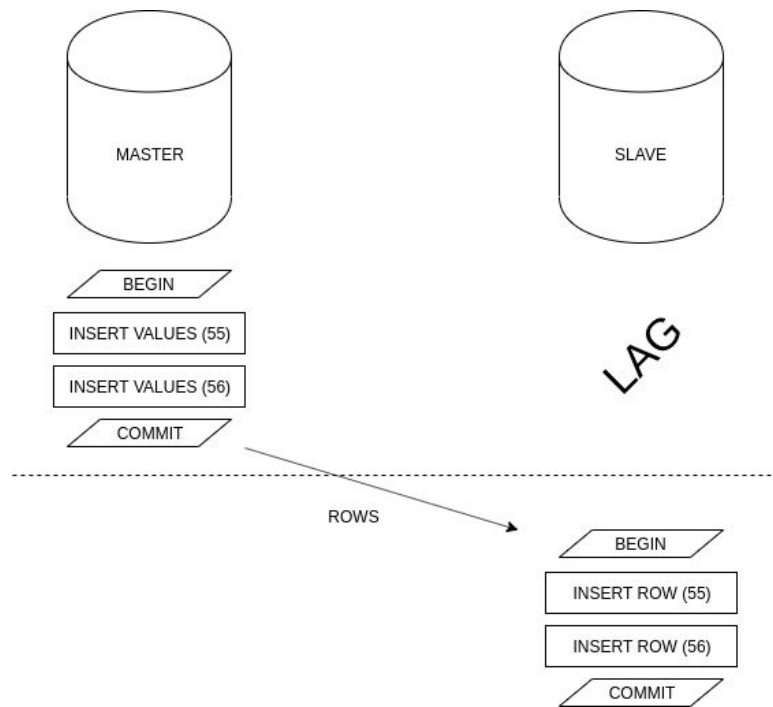 MASTER
SLAVE
BEGIN
INSERT VALUES (55)
INSERT VALUES (56)
COMMIT
LAG
ROWS
BEGIN
INSERT ROW (55)
INSERT ROW (56)
COMMIT